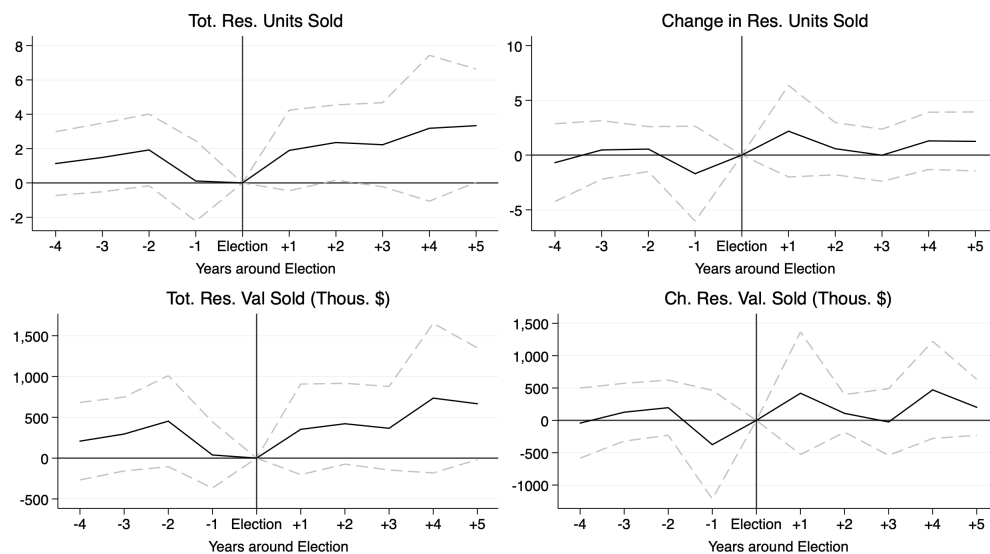 Tot. Res. Units Sold
8
6
4
2
0
-2
-4 -3 -2 -1 Election +1 +2 +3 +4 +5
Years around Election
Change in Res. Units Sold
10
5
0
-5
-4 -3 -2 -1 Election +1 +2 +3 +4 +5
Years around Election
Tot. Res. Val Sold (Thous. $)
1,500
1,000
500
0
-500
-4 -3 -2 -1 Election +1 +2 +3 +4 +5
Years around Election
Ch. Res. Val. Sold (Thous. $)
1,500
1,000
500
0
-500
-1000
-4 -3 -2 -1 Election +1 +2 +3 +4 +5
Years around Election